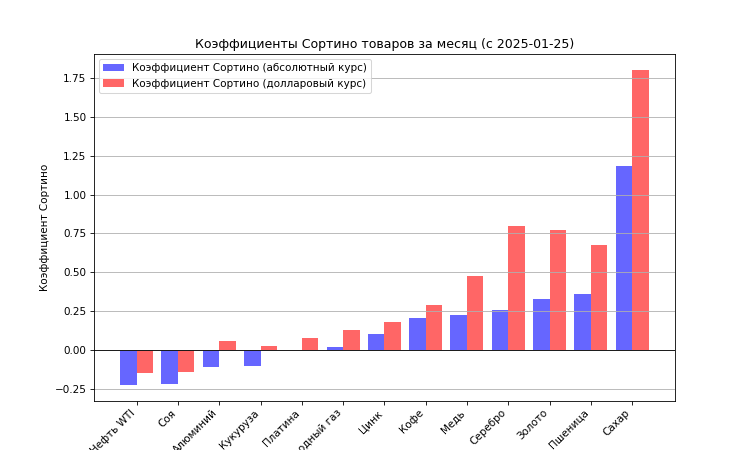 Коэффициенты Сортино товаров за месяц (с 2025-01-25)
Коэффициент Сортино (абсолютный курс)
Коэффициент Сортино (долларовый курс)
Коэффициент Сортино
1.75
1.50
1.25
1.00
0.75
0.50
0.25
0.00
−0.25
Нефть WTI
Соя
Алюминий
Кукуруза
Платина
одный газ
Цинк
Кофе
Медь
Серебро
Золото
Пшеница
Сахар